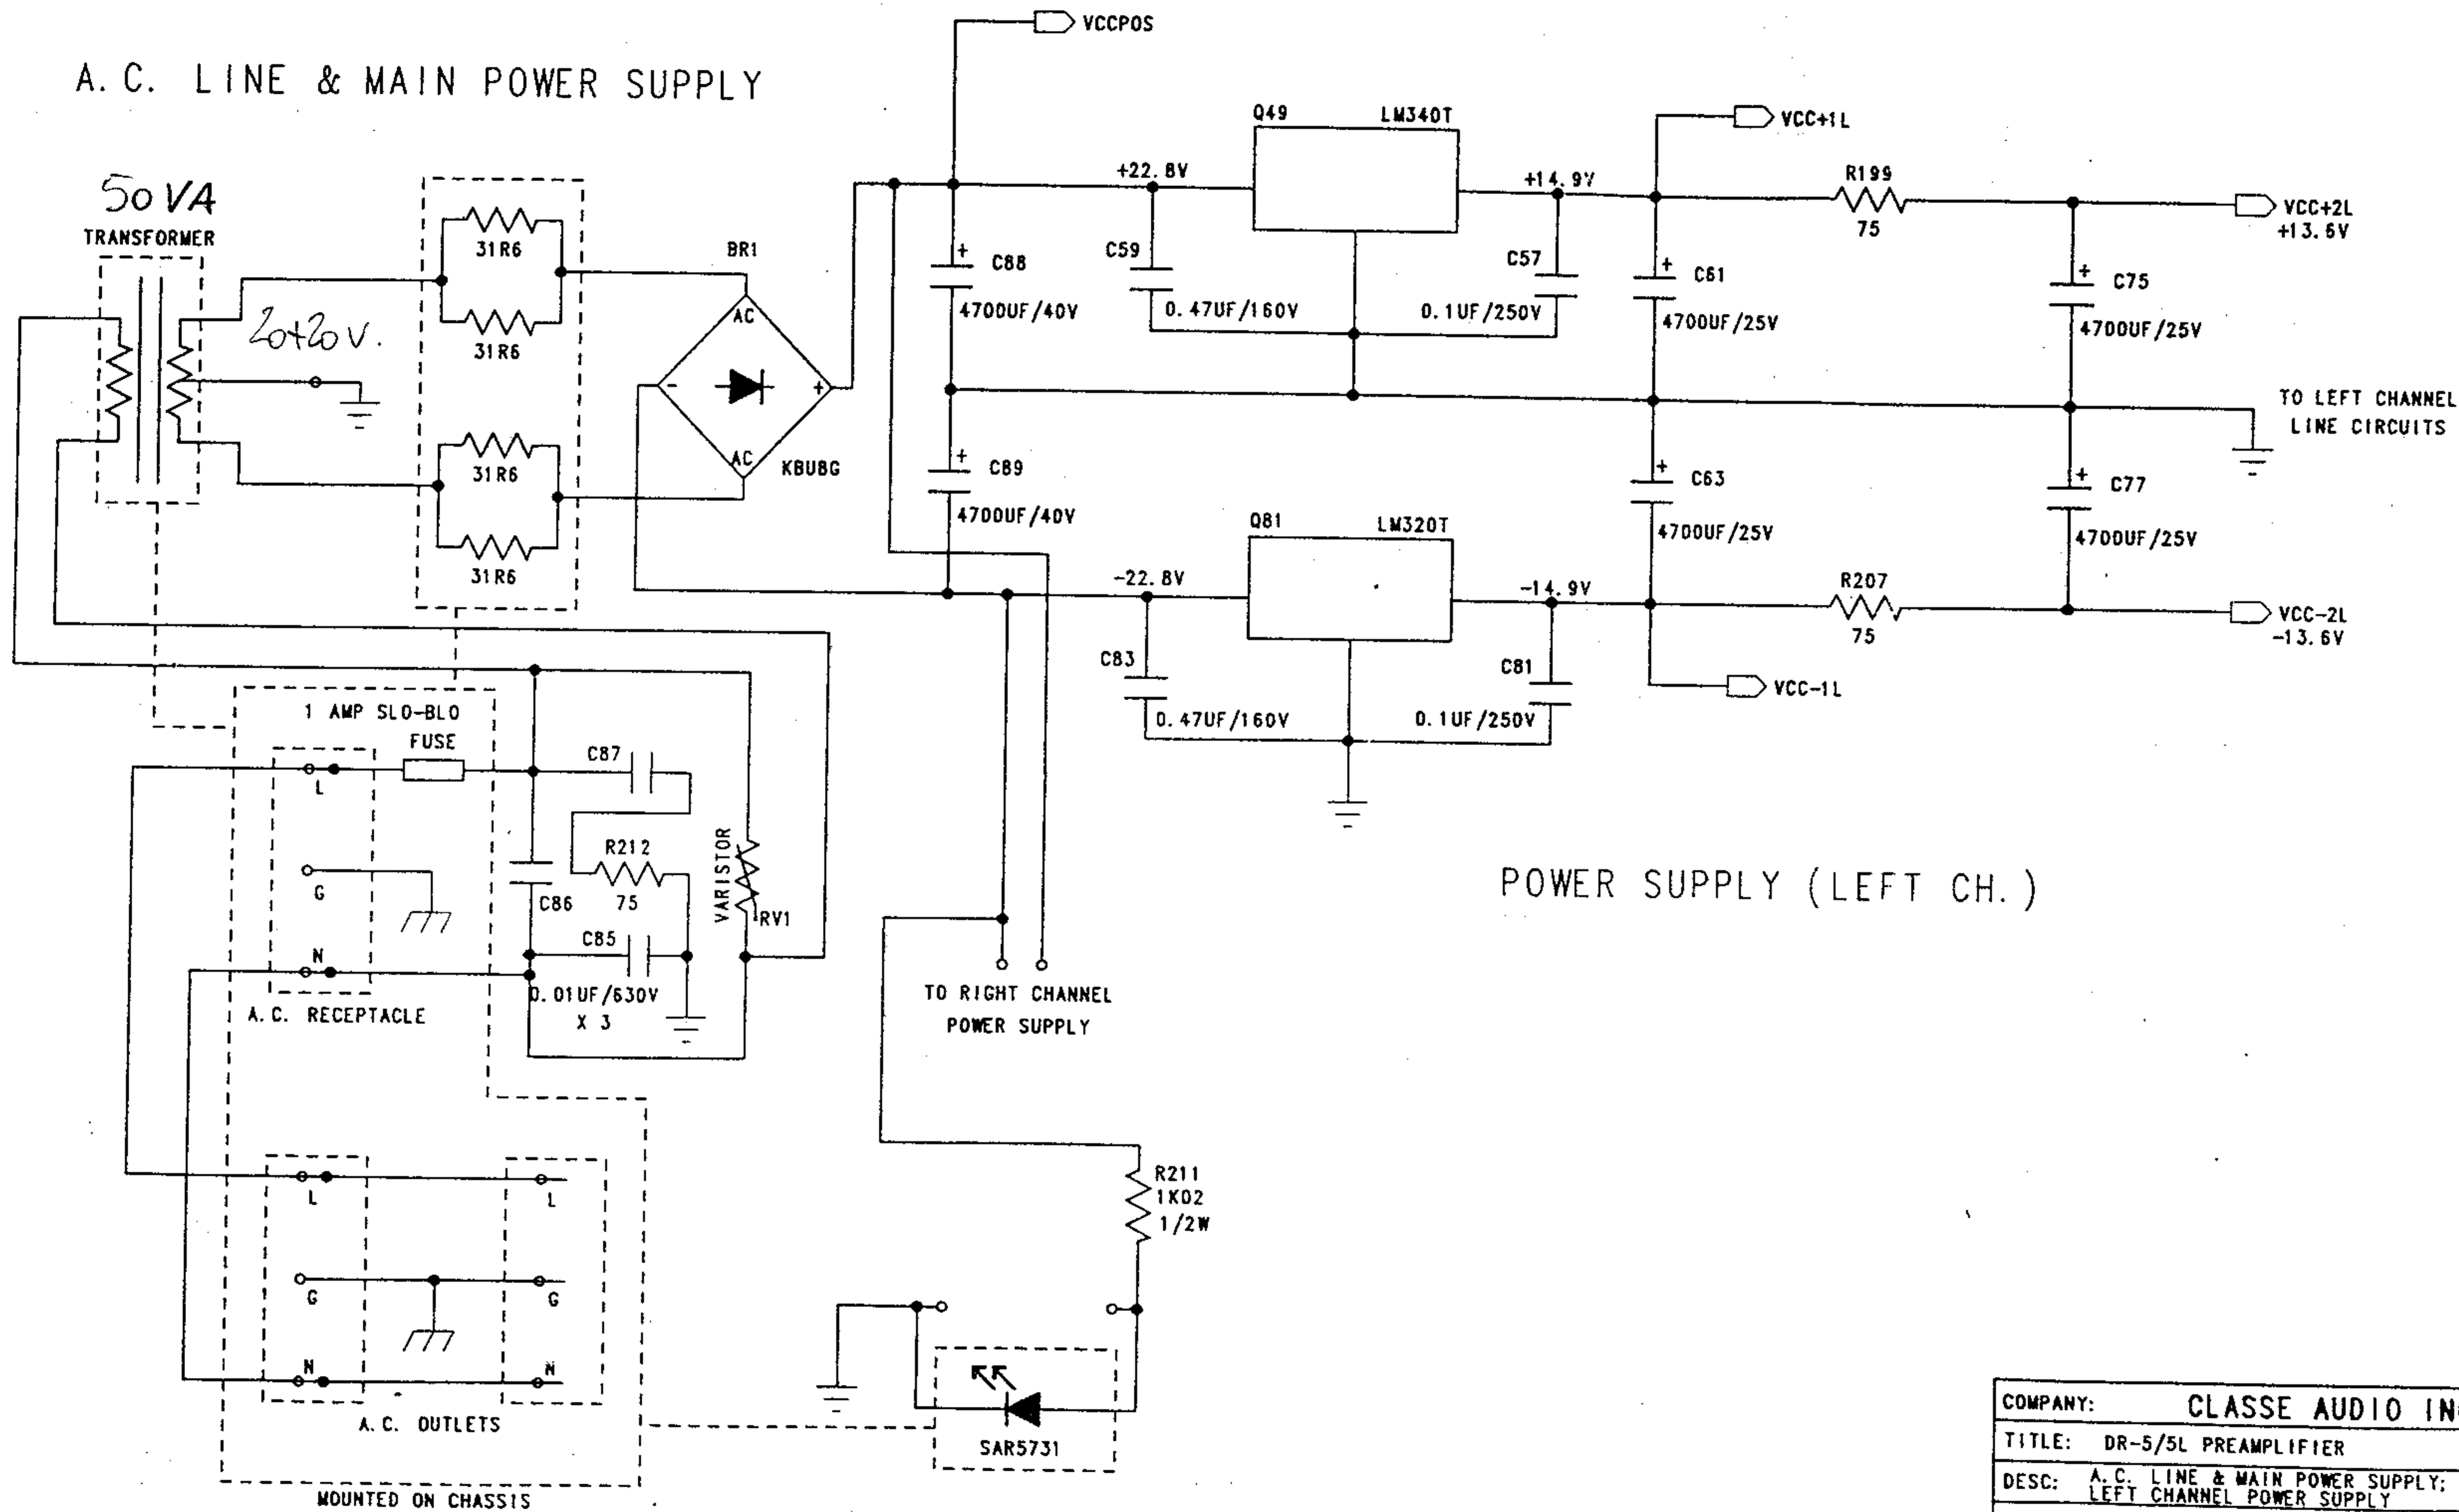 A.C. LINE & MAIN POWER SUPPLY
50 VA
TRANSFORMER
20+20 V.
31R6
31R6
31R6
31R6
BR1
AC
-
+
AC
KBU8G
VCCPOS
+22.8V
C88
+
4700UF/40V
C89
+
4700UF/40V
-22.8V
C59
0.47UF/160V
Q49
LM340T
C57
0.1UF/250V
+14.9V
VCC+1L
C61
+
4700UF/25V
R199
75
C75
+
4700UF/25V
VCC+2L
+13.6V
TO LEFT CHANNEL
LINE CIRCUITS
C63
+
4700UF/25V
C77
+
4700UF/25V
Q81
LM320T
-14.9V
R207
75
VCC-2L
-13.6V
C83
0.47UF/160V
C81
0.1UF/250V
VCC-1L
1 AMP SLO-BLO
FUSE
L
G
N
A.C. RECEPTACLE
C87
R212
75
C86
C85
0.01UF/630V
X 3
VARISTOR
RV1
TO RIGHT CHANNEL
POWER SUPPLY
POWER SUPPLY (LEFT CH.)
L
L
G
G
N
N
A.C. OUTLETS
MOUNTED ON CHASSIS
R211
1K02
1/2W
SAR5731
COMPANY: CLASSE AUDIO IN
TITLE: DR-5/5L PREAMPLIFIER
DESC: A.C. LINE & MAIN POWER SUPPLY;
LEFT CHANNEL POWER SUPPLY